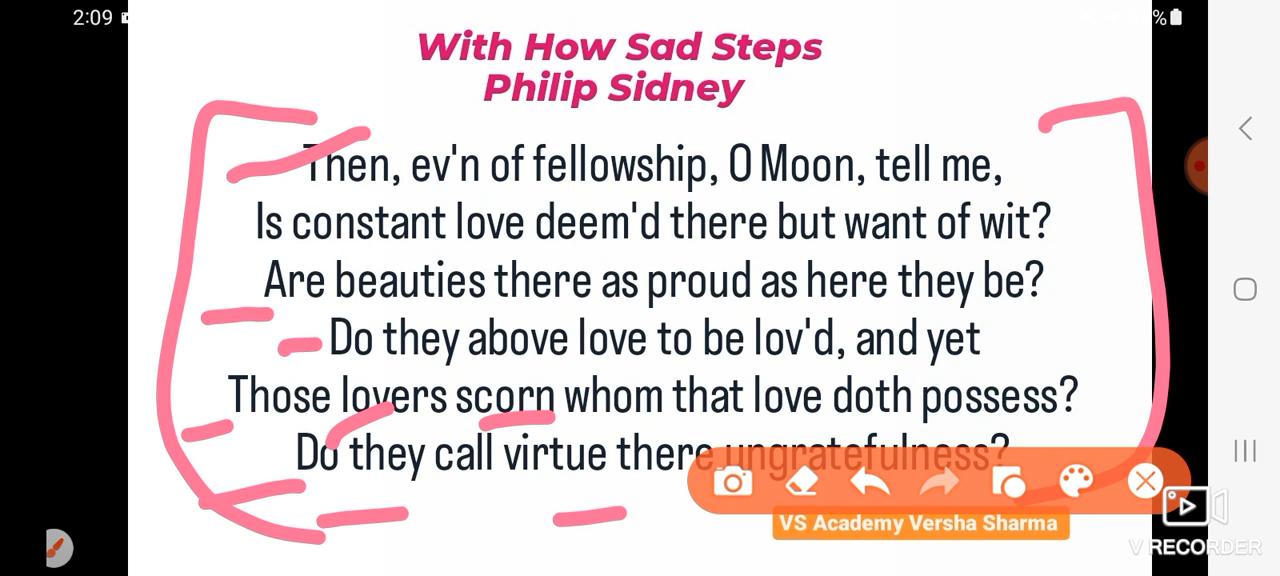 2:09
%
With How Sad Steps
Philip Sidney
Then, ev'n of fellowship, O Moon, tell me,
Is constant love deem'd there but want of wit?
Are beauties there as proud as here they be?
Do they above love to be lov'd, and yet
Those lovers scorn whom that love doth possess?
Do they call virtue there ungratefulness?
VS Academy Versha Sharma
V RECORDER